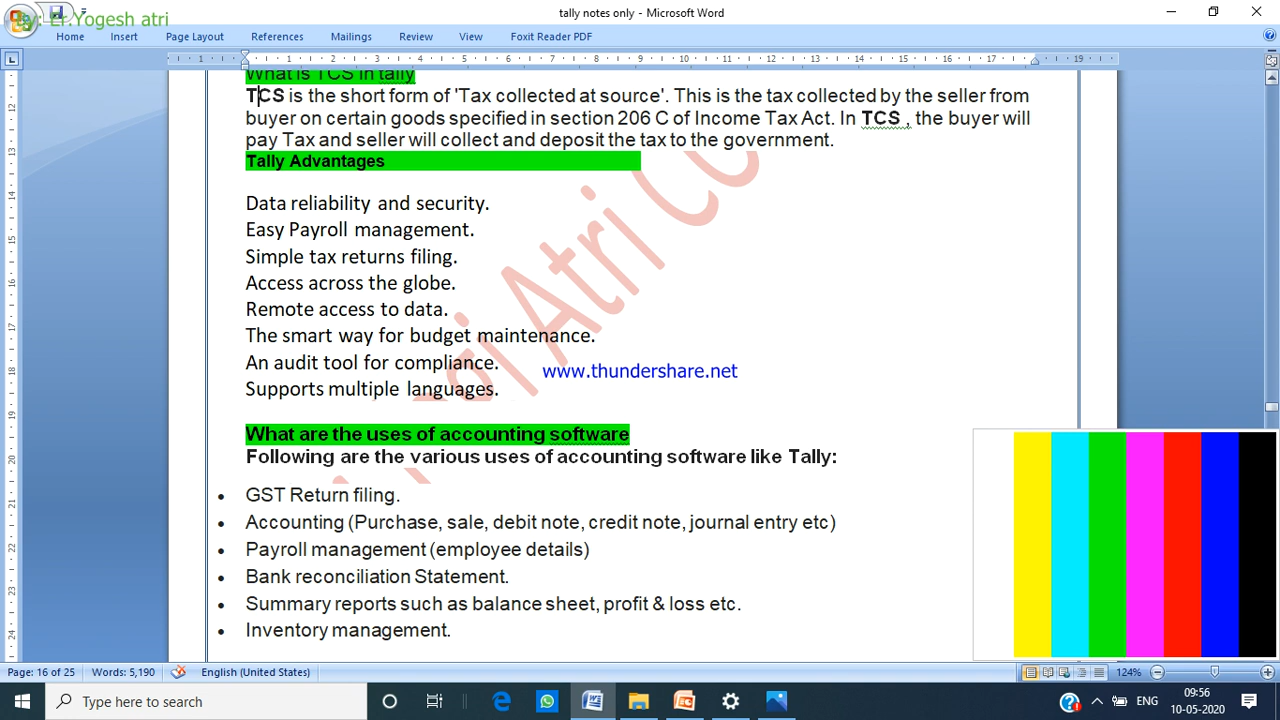 By: Er.Yogesh atri
tally notes only - Microsoft Word
Home Insert Page Layout References Mailings Review View Foxit Reader PDF
What is TCS in tally
TCS is the short form of 'Tax collected at source'. This is the tax collected by the seller from
buyer on certain goods specified in section 206 C of Income Tax Act. In TCS , the buyer will
pay Tax and seller will collect and deposit the tax to the government.
Tally Advantages
Data reliability and security.
Easy Payroll management.
Simple tax returns filing.
Access across the globe.
Remote access to data.
The smart way for budget maintenance.
An audit tool for compliance.
www.thundershare.net
Supports multiple languages.
What are the uses of accounting software
Following are the various uses of accounting software like Tally:
• GST Return filing.
• Accounting (Purchase, sale, debit note, credit note, journal entry etc)
• Payroll management (employee details)
• Bank reconciliation Statement.
• Summary reports such as balance sheet, profit & loss etc.
• Inventory management.
Page: 16 of 25 Words: 5,190 English (United States) 124%
Type here to search
ENG
09:56
10-05-2020